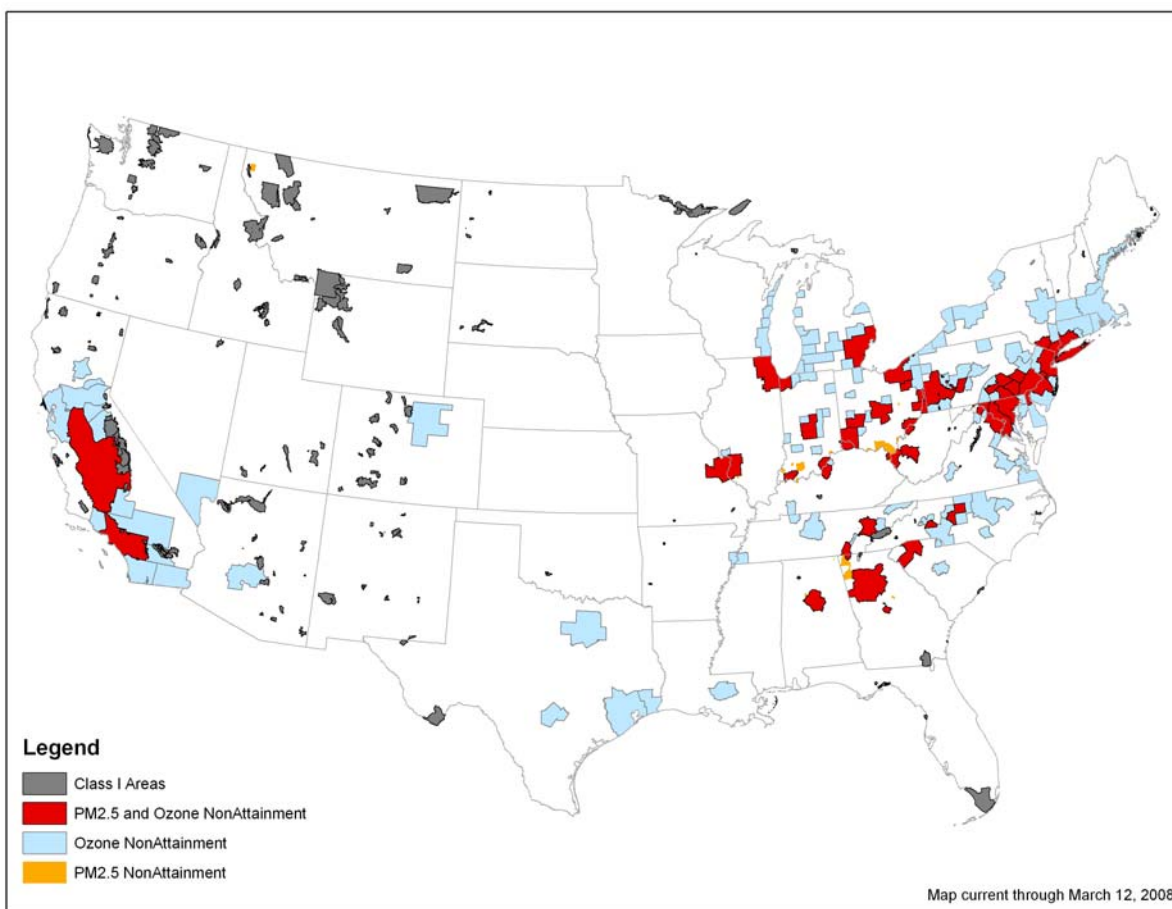 Legend
Class I Areas
PM2.5 and Ozone NonAttainment
Ozone NonAttainment
PM2.5 NonAttainment
Map current through March 12, 2008